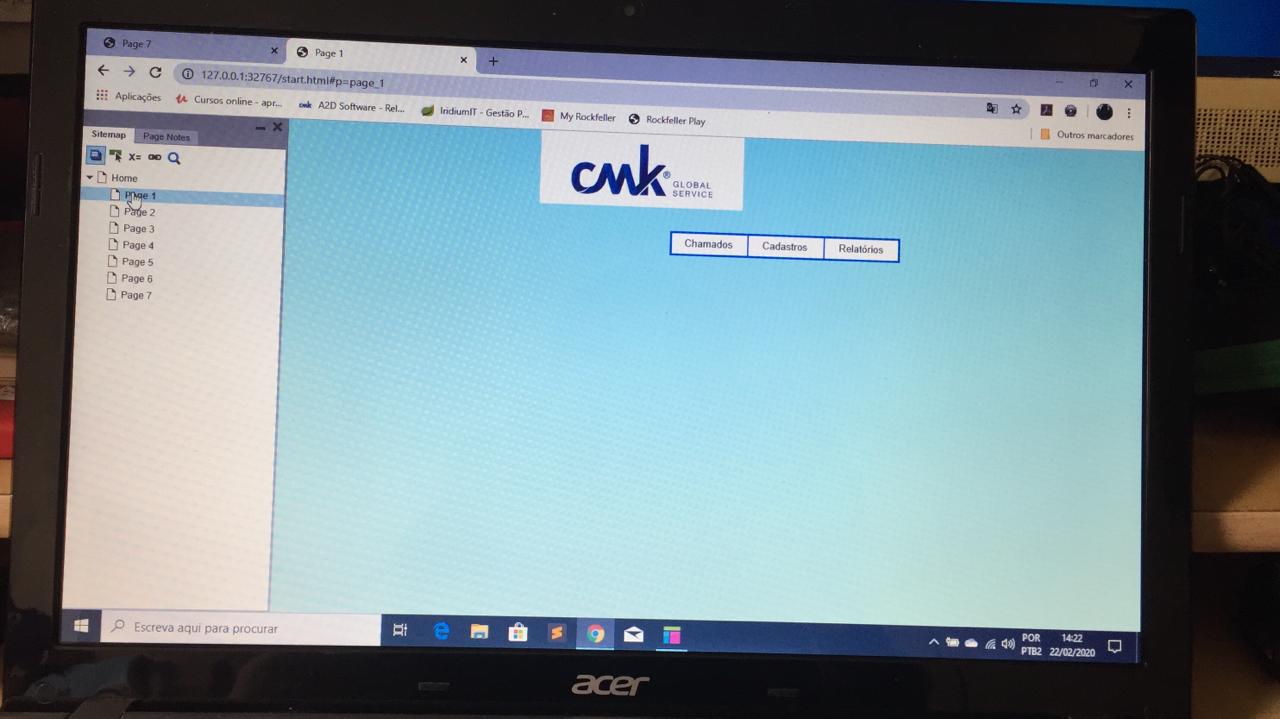 Page 7
Page 1
127.0.0.1:32767/start.html#p=page_1
Aplicações
Cursos online - apr...
cmk A2D Software - Rel...
IridiumIT - Gestão P...
My Rockfeller
Rockfeller Play
Outros marcadores
Sitemap
Page Notes
X=
Home
Page 1
Page 2
Page 3
Page 4
Page 5
Page 6
Page 7
cmk®
GLOBAL
SERVICE
Chamados
Cadastros
Relatórios
Escreva aqui para procurar
POR
PTB2
14:22
22/02/2020
acer